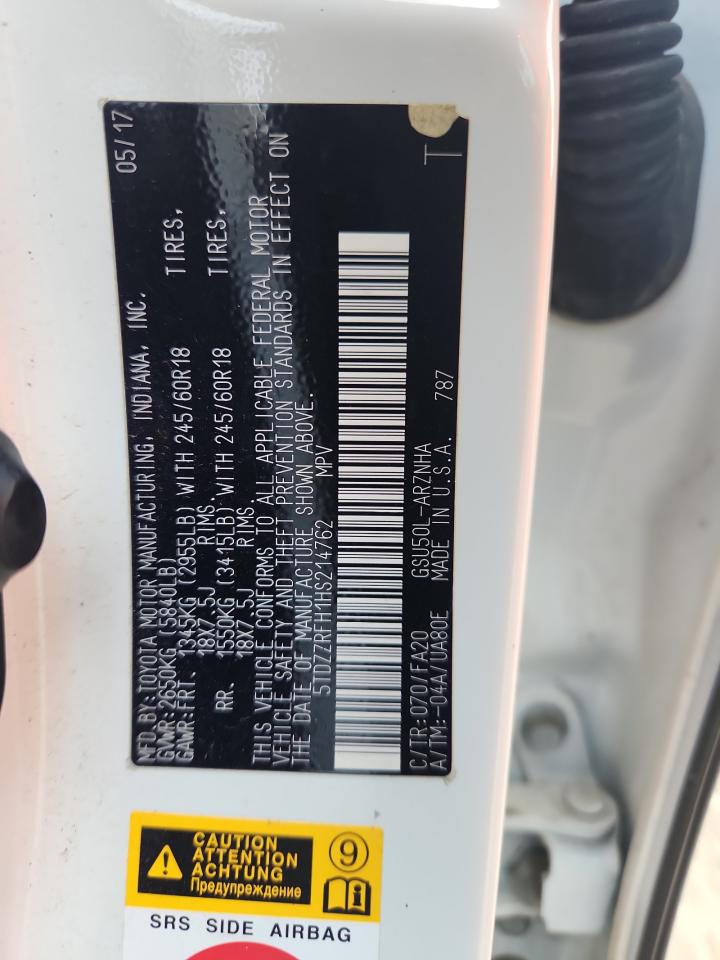 MFD.BY:TOYOTA MOTOR MANUFACTURING, INDIANA, INC. 05/17
GVWR:2650KG (5840LB)
GAWR:FRT. 1345KG (2955LB) WITH 245/60R18 TIRES,
18X7.5J RIMS
RR. 1550KG (3415LB) WITH 245/60R18 TIRES,
18X7.5J RIMS
THIS VEHICLE CONFORMS TO ALL APPLICABLE FEDERAL MOTOR
VEHICLE SAFETY AND THEFT PREVENTION STANDARDS IN EFFECT ON
THE DATE OF MANUFACTURE SHOWN ABOVE.
5TDZZRFH1HS214762 MPV
C/TR:070/FA20 GSU50L-ARZNHA T
A/TM:-04A/UA80E MADE IN U.S.A. 787
CAUTION
ATTENTION
ACHTUNG
Предупреждение
9
i
SRS SIDE AIRBAG